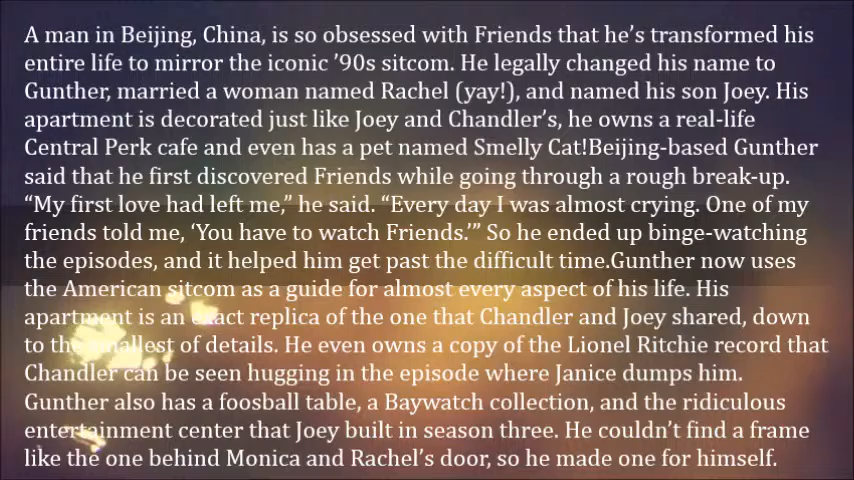 A man in Beijing, China, is so obsessed with Friends that he’s transformed his
entire life to mirror the iconic ’90s sitcom. He legally changed his name to
Gunther, married a woman named Rachel (yay!), and named his son Joey. His
apartment is decorated just like Joey and Chandler’s, he owns a real-life
Central Perk cafe and even has a pet named Smelly Cat!Beijing-based Gunther
said that he first discovered Friends while going through a rough break-up.
“My first love had left me,” he said. “Every day I was almost crying. One of my
friends told me, ‘You have to watch Friends.’” So he ended up binge-watching
the episodes, and it helped him get past the difficult time.Gunther now uses
the American sitcom as a guide for almost every aspect of his life. His
apartment is an exact replica of the one that Chandler and Joey shared, down
to the smallest of details. He even owns a copy of the Lionel Ritchie record that
Chandler can be seen hugging in the episode where Janice dumps him.
Gunther also has a foosball table, a Baywatch collection, and the ridiculous
entertainment center that Joey built in season three. He couldn’t find a frame
like the one behind Monica and Rachel’s door, so he made one for himself.